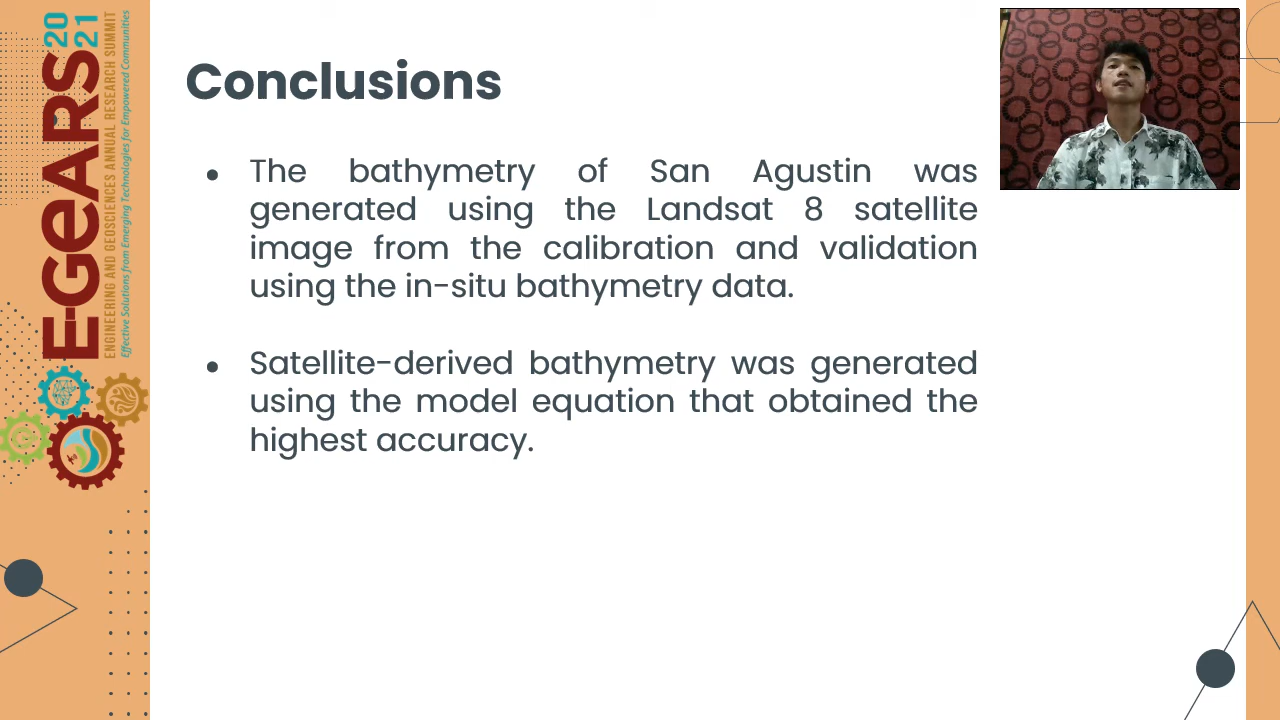 E-GEARS 2021
ENGINEERING AND GEOSCIENCES ANNUAL RESEARCH SUMMIT
Effective Solutions from Emerging Technologies for Empowered Communities
Conclusions
• The bathymetry of San Agustin was
generated using the Landsat 8 satellite
image from the calibration and validation
using the in-situ bathymetry data.
• Satellite-derived bathymetry was generated
using the model equation that obtained the
highest accuracy.